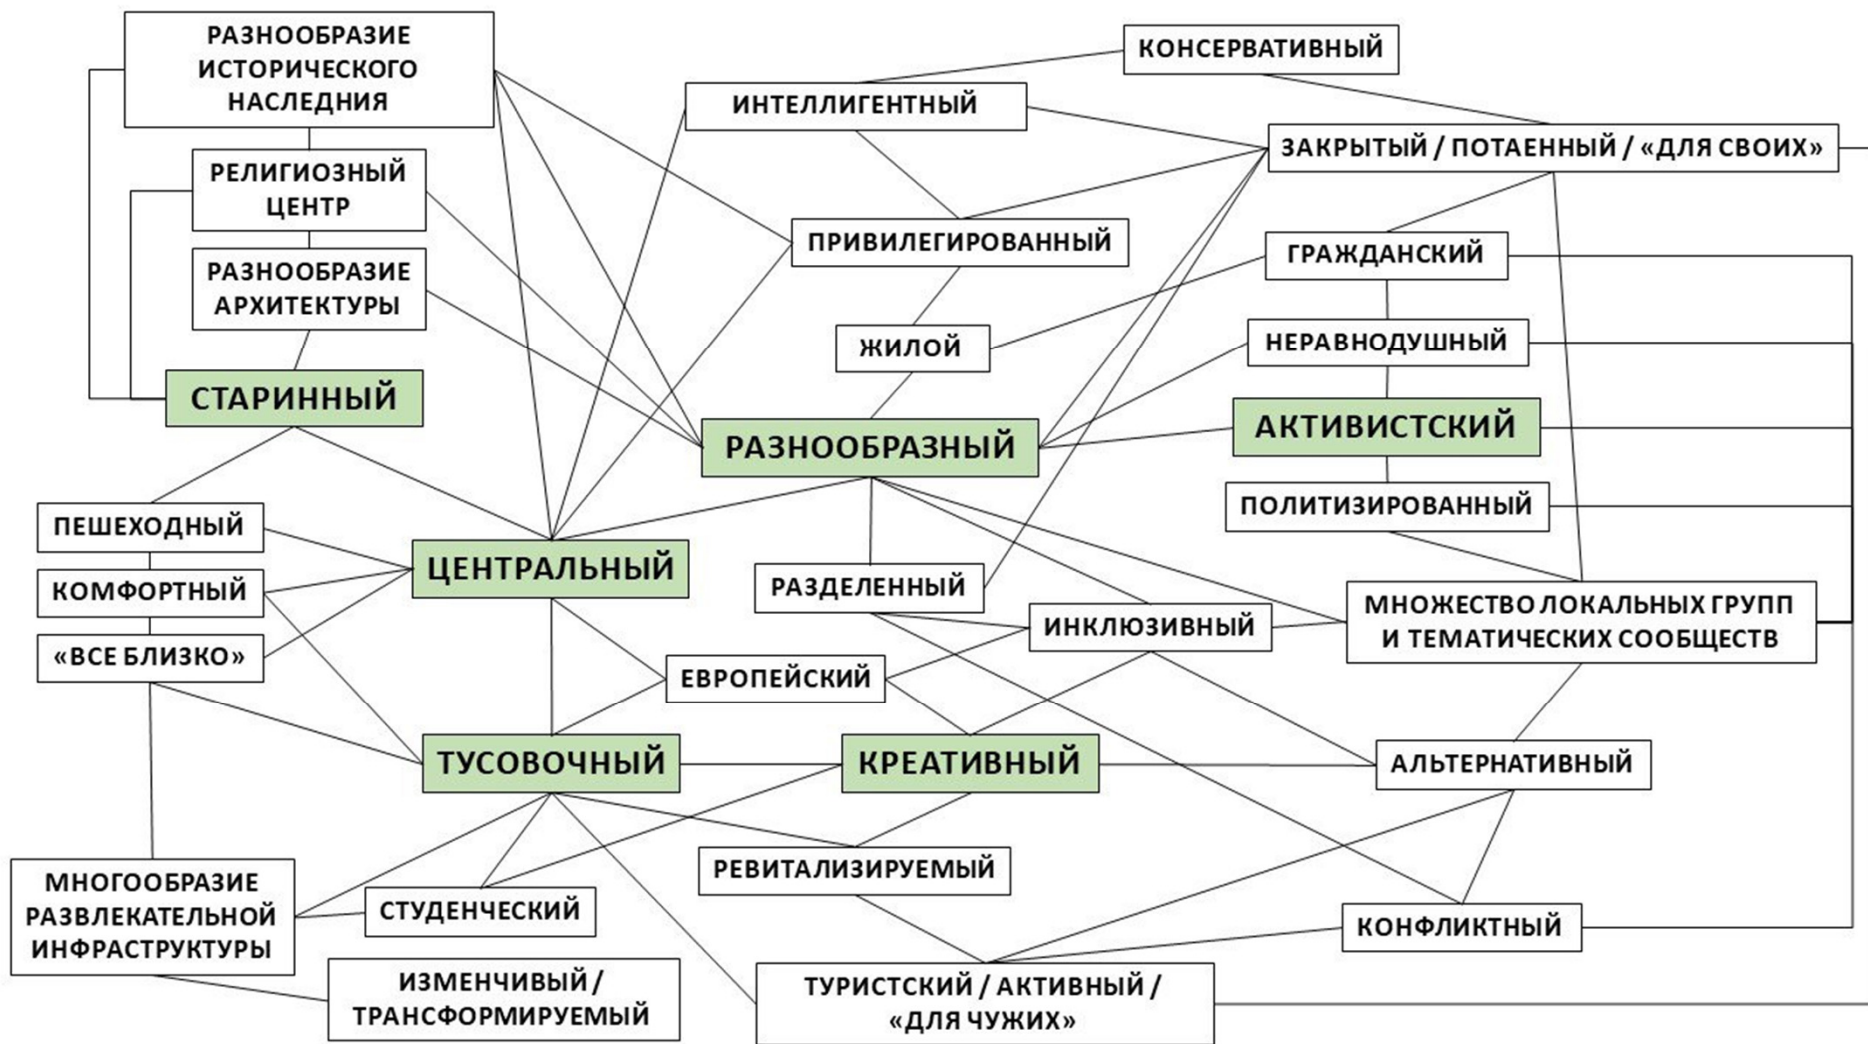 РАЗНООБРАЗИЕ
ИСТОРИЧЕСКОГО
НАСЛЕДНИЯ
КОНСЕРВАТИВНЫЙ
ИНТЕЛЛИГЕНТНЫЙ
ЗАКРЫТЫЙ / ПОТАЕННЫЙ / «ДЛЯ СВОИХ»
РЕЛИГИОЗНЫЙ
ЦЕНТР
ПРИВИЛЕГИРОВАННЫЙ
ГРАЖДАНСКИЙ
РАЗНООБРАЗИЕ
АРХИТЕКТУРЫ
ЖИЛОЙ
НЕРАВНОДУШНЫЙ
СТАРИННЫЙ
РАЗНООБРАЗНЫЙ
АКТИВИСТСКИЙ
ПЕШЕХОДНЫЙ
ПОЛИТИЗИРОВАННЫЙ
ЦЕНТРАЛЬНЫЙ
КОМФОРТНЫЙ
РАЗДЕЛЕННЫЙ
ИНКЛЮЗИВНЫЙ
МНОЖЕСТВО ЛОКАЛЬНЫХ ГРУПП
И ТЕМАТИЧЕСКИХ СООБЩЕСТВ
«ВСЕ БЛИЗКО»
ЕВРОПЕЙСКИЙ
ТУСОВОЧНЫЙ
КРЕАТИВНЫЙ
АЛЬТЕРНАТИВНЫЙ
МНОГООБРАЗИЕ
РАЗВЛЕКАТЕЛЬНОЙ
ИНФРАСТРУКТУРЫ
РЕВИТАЛИЗИРУЕМЫЙ
СТУДЕНЧЕСКИЙ
КОНФЛИКТНЫЙ
ИЗМЕНЧИВЫЙ /
ТРАНСФОРМИРУЕМЫЙ
ТУРИСТСКИЙ / АКТИВНЫЙ /
«ДЛЯ ЧУЖИХ»